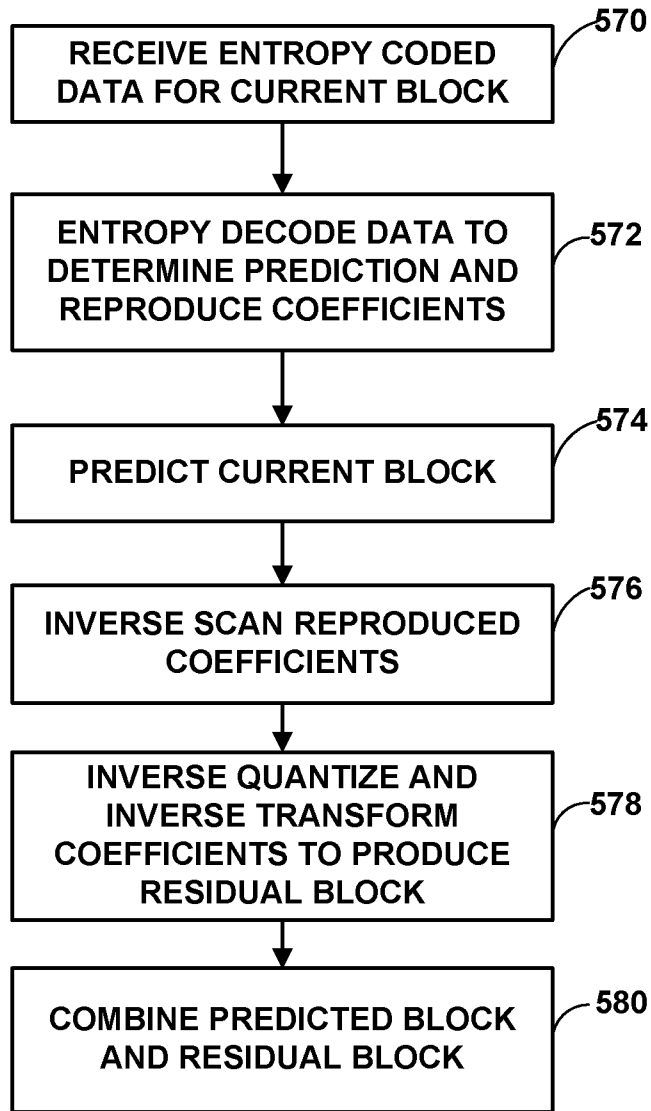 570
RECEIVE ENTROPY CODED
DATA FOR CURRENT BLOCK
572
ENTROPY DECODE DATA TO
DETERMINE PREDICTION AND
REPRODUCE COEFFICIENTS
574
PREDICT CURRENT BLOCK
576
INVERSE SCAN REPRODUCED
COEFFICIENTS
578
INVERSE QUANTIZE AND
INVERSE TRANSFORM
COEFFICIENTS TO PRODUCE
RESIDUAL BLOCK
580
COMBINE PREDICTED BLOCK
AND RESIDUAL BLOCK